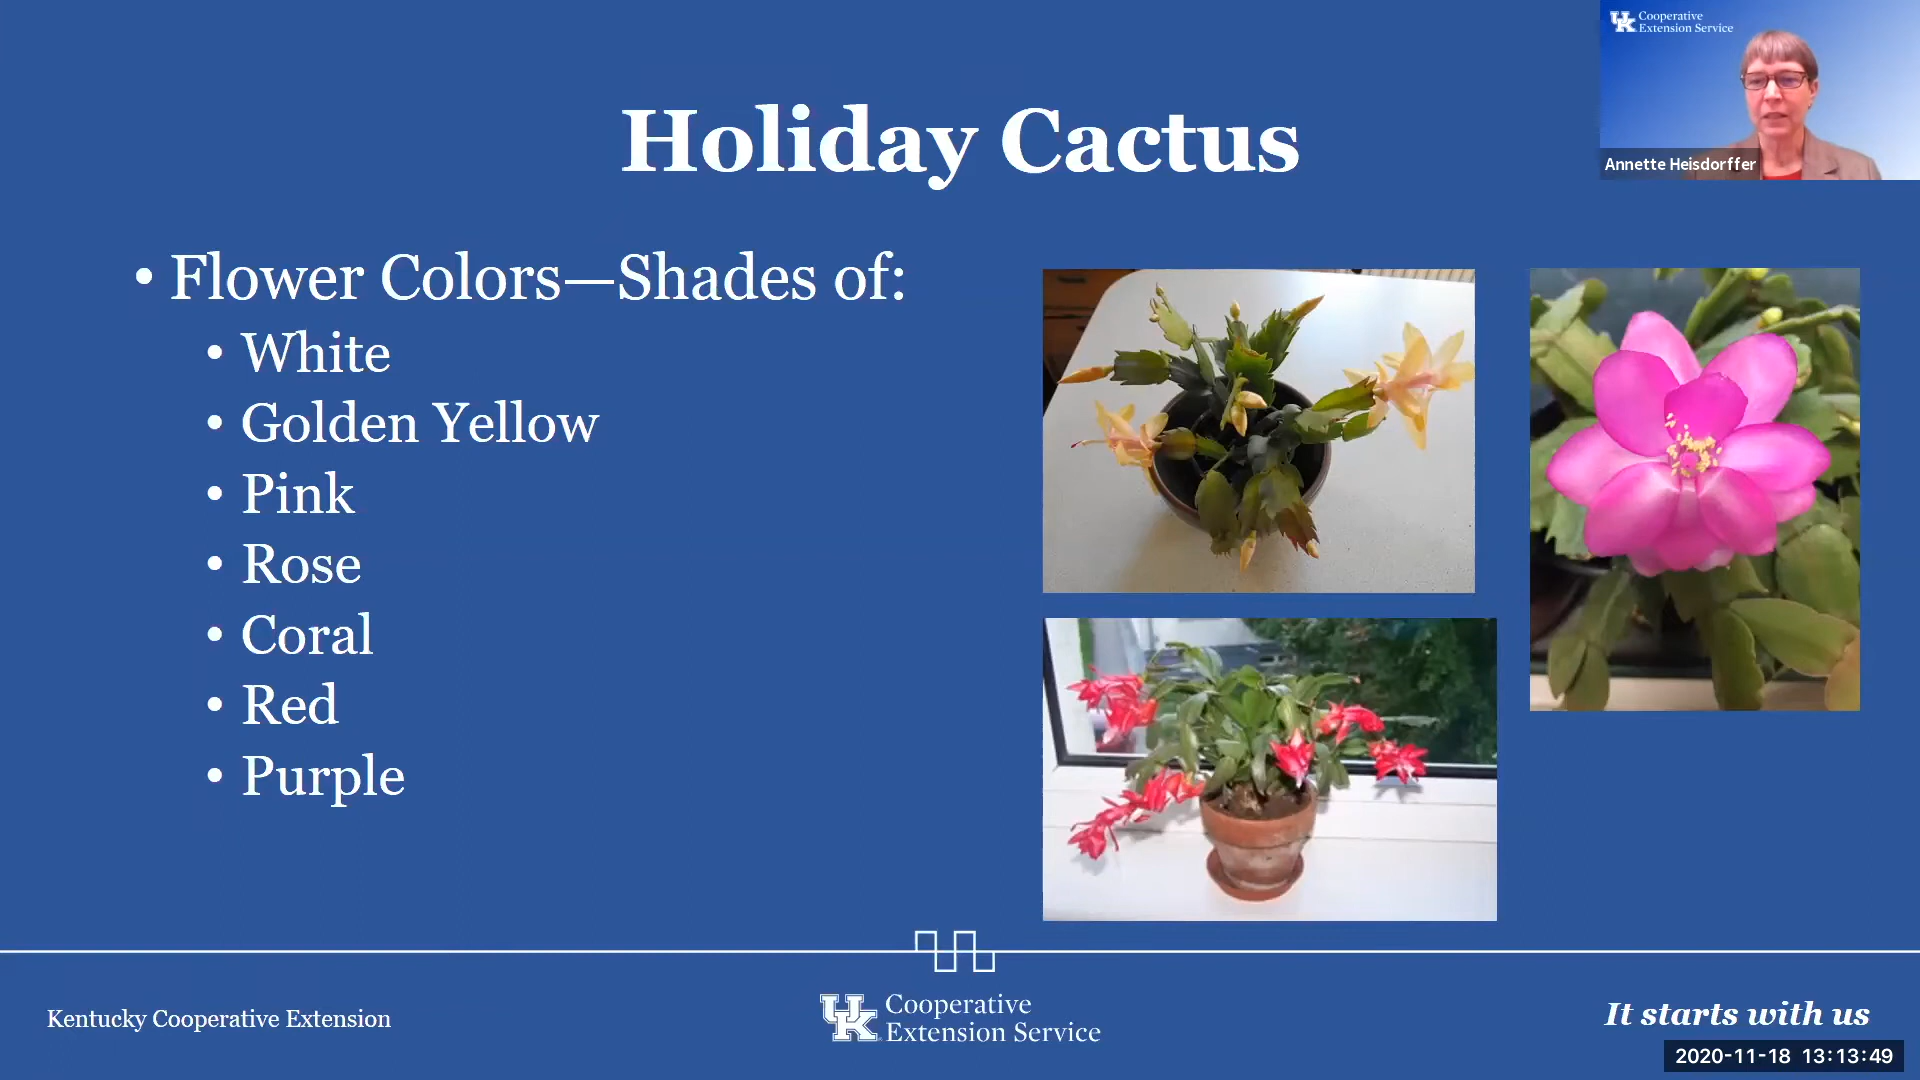 Cooperative
Extension Service
Annette Heisdorffer
Holiday Cactus
• Flower Colors—Shades of:
• White
• Golden Yellow
• Pink
• Rose
• Coral
• Red
• Purple
Kentucky Cooperative Extension
UK Cooperative
Extension Service
It starts with us
2020-11-18 13:13:49